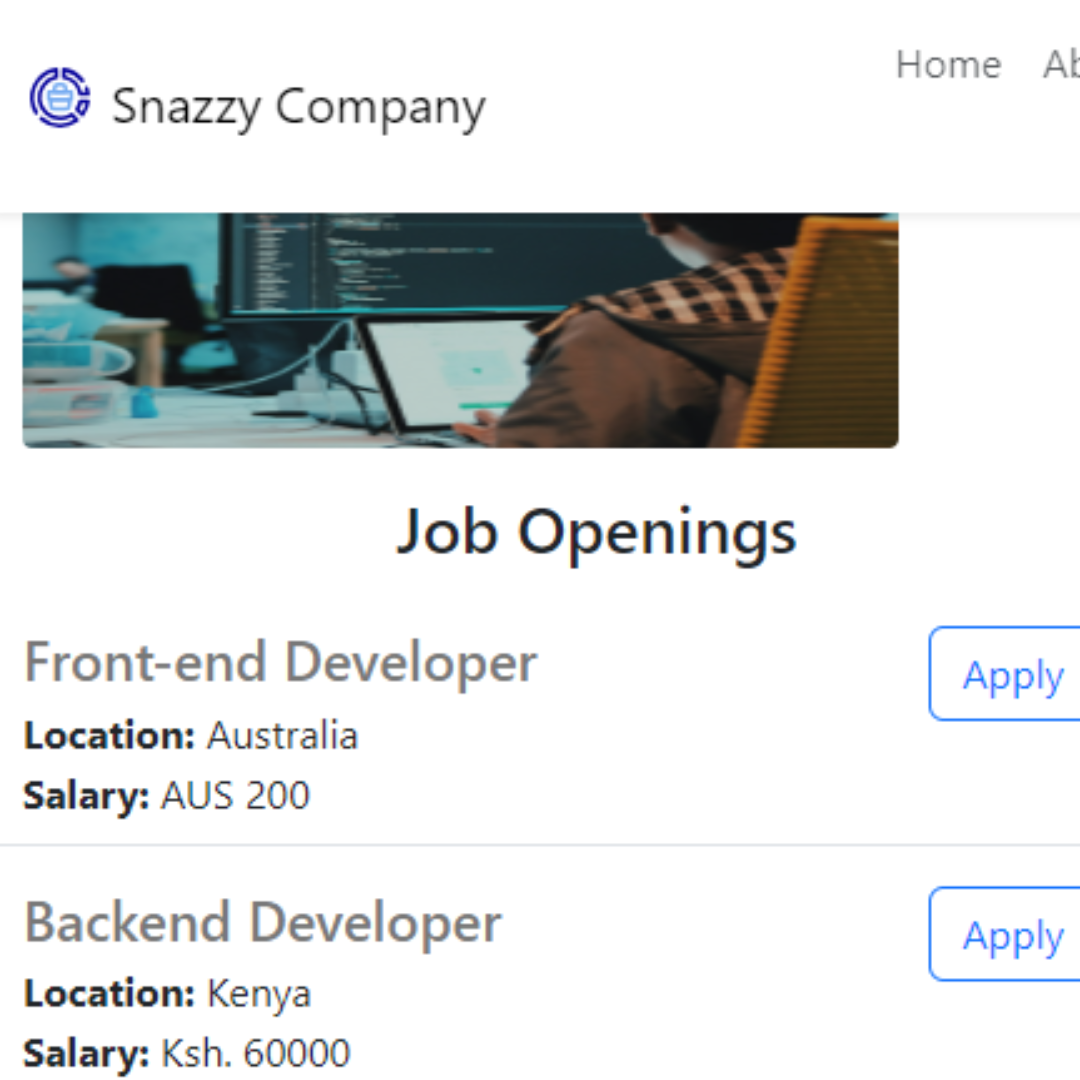 Home
Snazzy Company
Job Openings
Front-end Developer
Apply
Location: Australia
Salary: AUS 200
Backend Developer
Apply
Location: Kenya
Salary: Ksh. 60000